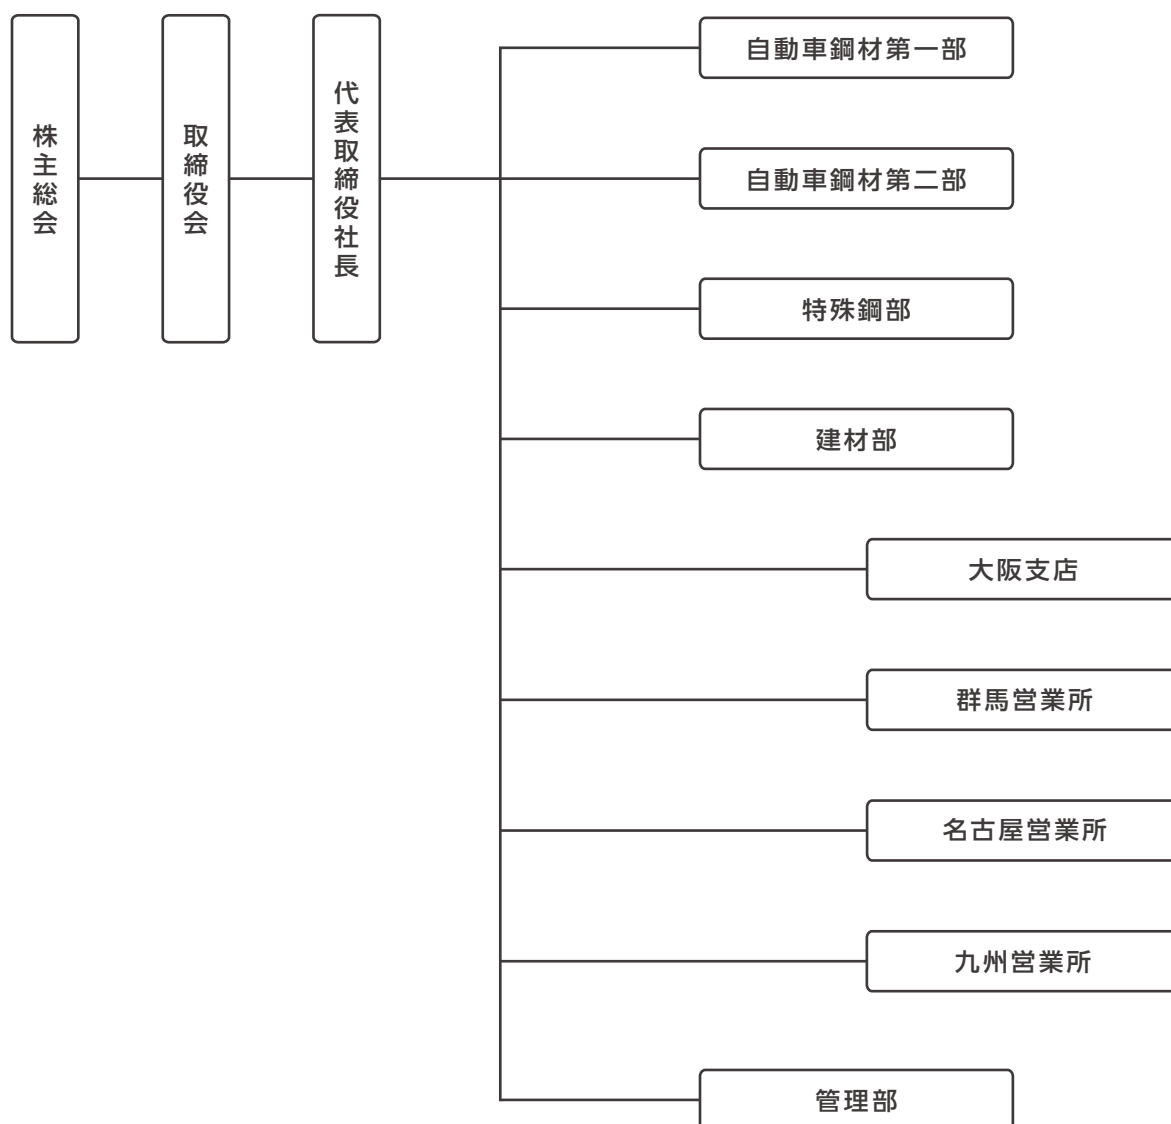 株主総会
取締役会
代表取締役社長
自動車鋼材第一部
自動車鋼材第二部
特殊鋼部
建材部
大阪支店
群馬営業所
名古屋営業所
九州営業所
管理部